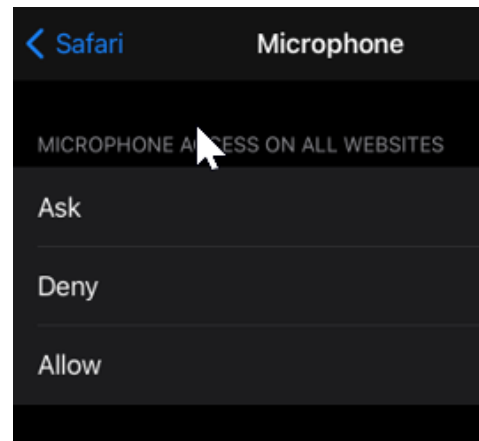 Safari Microphone
MICROPHONE ACCESS ON ALL WEBSITES
Ask
Deny
Allow